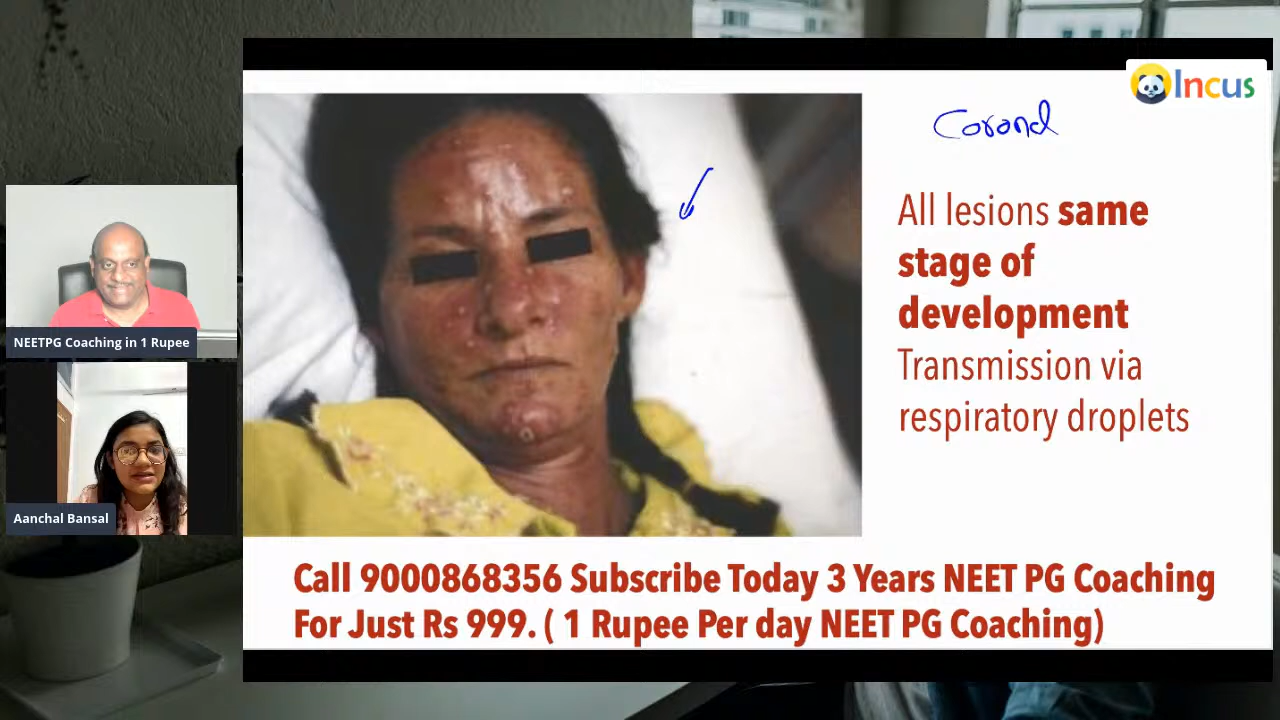 Incus
Corona
All lesions same
stage of
development
Transmission via
respiratory droplets
NEETPG Coaching in 1 Rupee
Aanchal Bansal
Call 9000868356 Subscribe Today 3 Years NEET PG Coaching
For Just Rs 999. ( 1 Rupee Per day NEET PG Coaching)